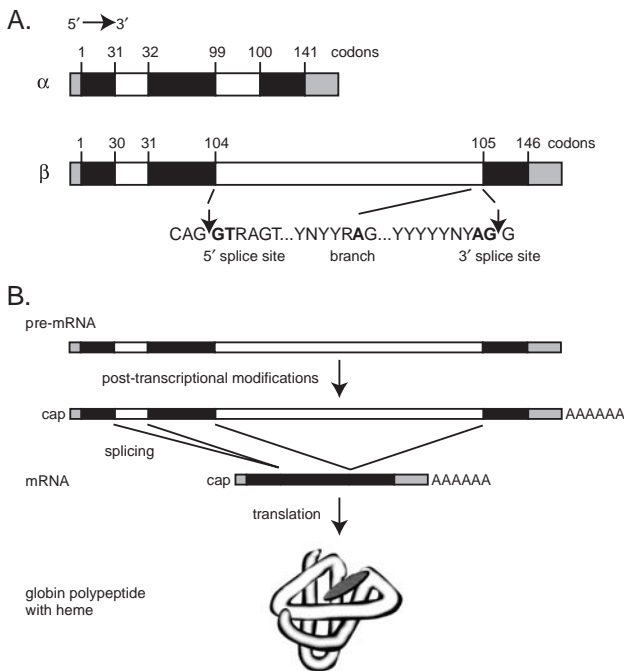 A.
5′ 3′
1 31 32 99 100 141 codons
α
1 30 31 104 105 146 codons
β
CAG GTRAGT...YNYYRAG...YYYYYNYAG G
5′ splice site branch 3′ splice site
B.
pre-mRNA
post-transcriptional modifications
cap AAAAAA
splicing
mRNA cap AAAAAA
translation
globin polypeptide
with heme